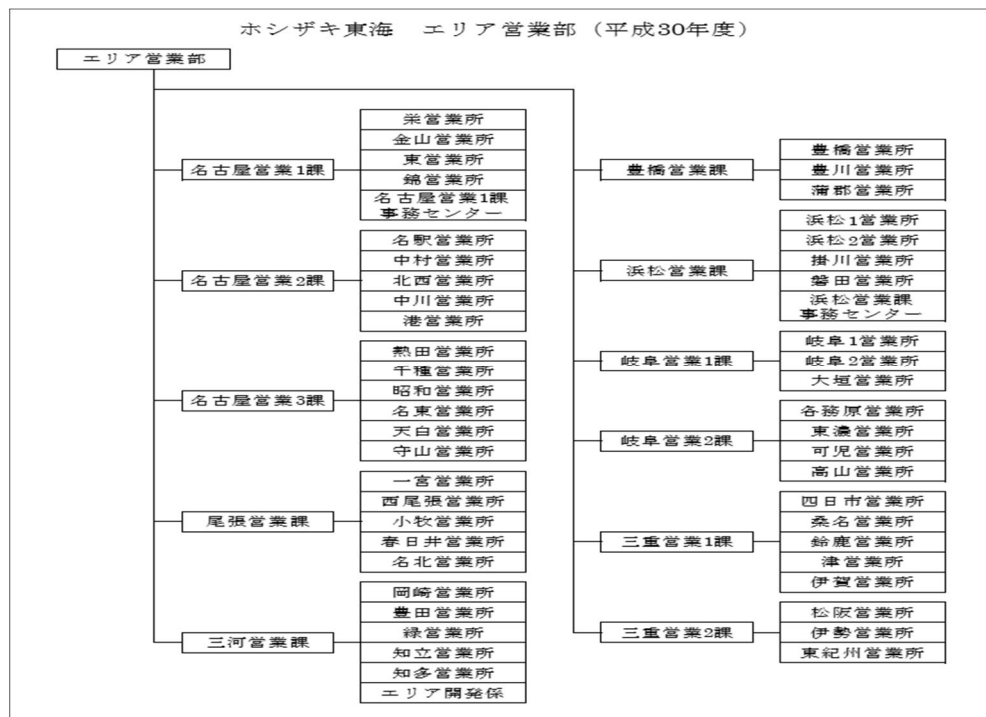 ホシザキ東海 エリア営業部（平成30年度）
エリア営業部
名古屋営業1課
栄営業所
金山営業所
東営業所
錦営業所
名古屋営業1課
事務センター
名古屋営業2課
名駅営業所
中村営業所
北西営業所
中川営業所
港営業所
名古屋営業3課
熱田営業所
千種営業所
昭和営業所
名東営業所
天白営業所
守山営業所
尾張営業課
一宮営業所
西尾張営業所
小牧営業所
春日井営業所
名北営業所
三河営業課
岡崎営業所
豊田営業所
緑営業所
知立営業所
知多営業所
エリア開発係
豊橋営業課
豊橋営業所
豊川営業所
蒲郡営業所
浜松営業課
浜松1営業所
浜松2営業所
掛川営業所
磐田営業所
浜松営業課
事務センター
岐阜営業1課
岐阜1営業所
岐阜2営業所
大垣営業所
岐阜営業2課
各務原営業所
東濃営業所
可児営業所
高山営業所
三重営業1課
四日市営業所
桑名営業所
鈴鹿営業所
津営業所
伊賀営業所
三重営業2課
松阪営業所
伊勢営業所
東紀州営業所